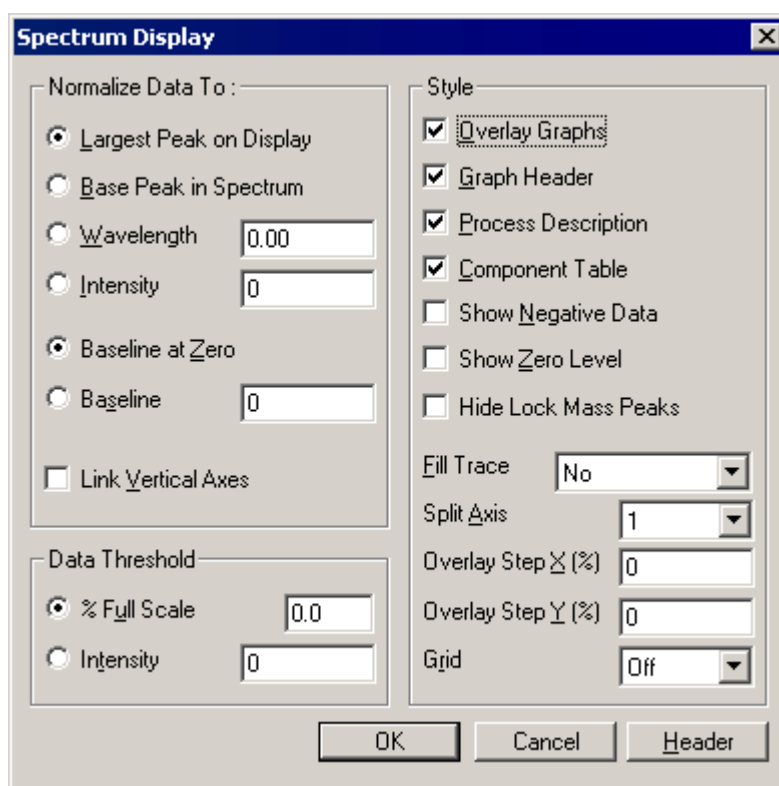 Spectrum Display
Normalize Data To :
Largest Peak on Display
Base Peak in Spectrum
Wavelength 0.00
Intensity 0
Baseline at Zero
Baseline 0
Link Vertical Axes
Data Threshold
% Full Scale 0.0
Intensity 0
Style
Overlay Graphs
Graph Header
Process Description
Component Table
Show Negative Data
Show Zero Level
Hide Lock Mass Peaks
Fill Trace No
Split Axis 1
Overlay Step X (%) 0
Overlay Step Y (%) 0
Grid Off
OK Cancel Header